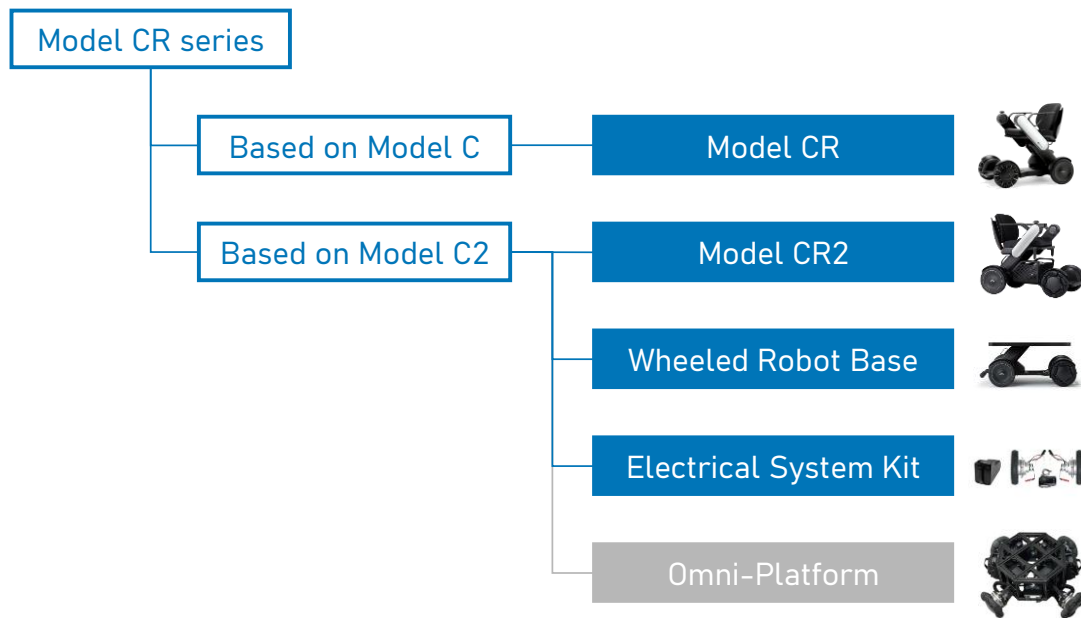 Model CR series
Based on Model C
Model CR
Based on Model C2
Model CR2
Wheeled Robot Base
Electrical System Kit
Omni-Platform